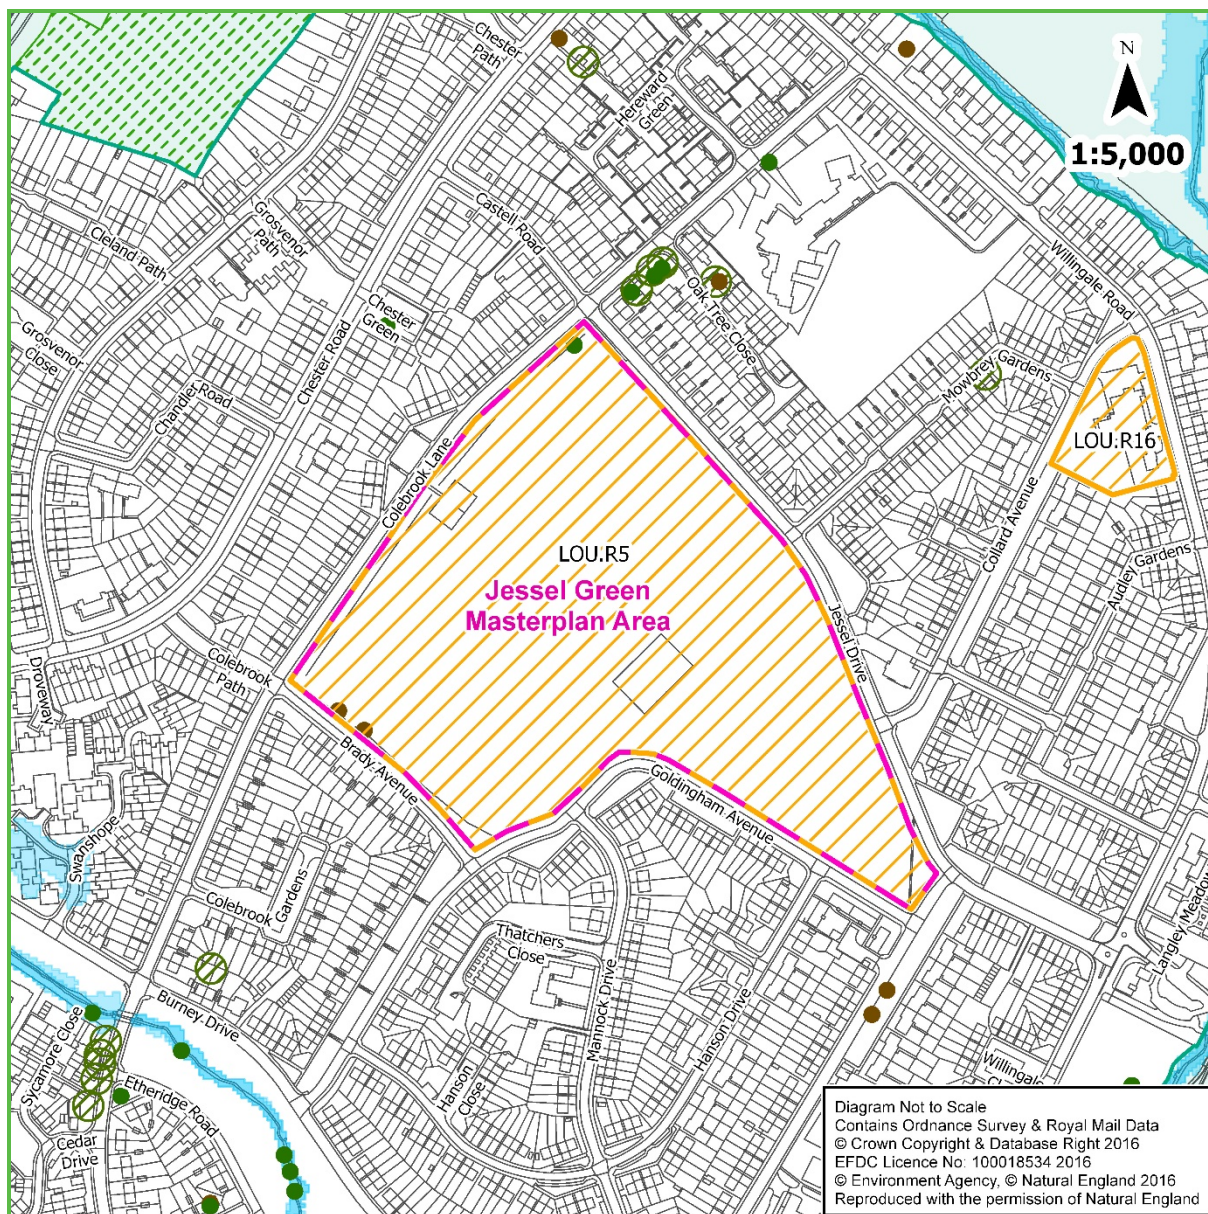 Chester
Path
N
1:5,000
Hereward
Green
Castell Road
Grosvenor
Path
Cleland Path
Willingale Road
Oak Tree Close
Chester
Green
Grosvenor
Close
Chester Road
Chandler Road
Mowbrey Gardens
LOU.R16
Colebrook Lane
Collard Avenue
LOU.R5
Jessel Green
Masterplan Area
Audley Gardens
Jessel Drive
Colebrook
Path
Droveway
Brady Avenue
Goldingham Avenue
Swanshope
Colebrook
Gardens
Langley Meadow
Thatchers
Close
Mannock Drive
Hanson Drive
Burney Drive
Sycamore Close
Etheridge Road
Hanson
Close
Willingale
Cedar
Drive
Diagram Not to Scale
Contains Ordnance Survey & Royal Mail Data
© Crown Copyright & Database Right 2016
EFDC Licence No: 100018534 2016
© Environment Agency, © Natural England 2016
Reproduced with the permission of Natural England